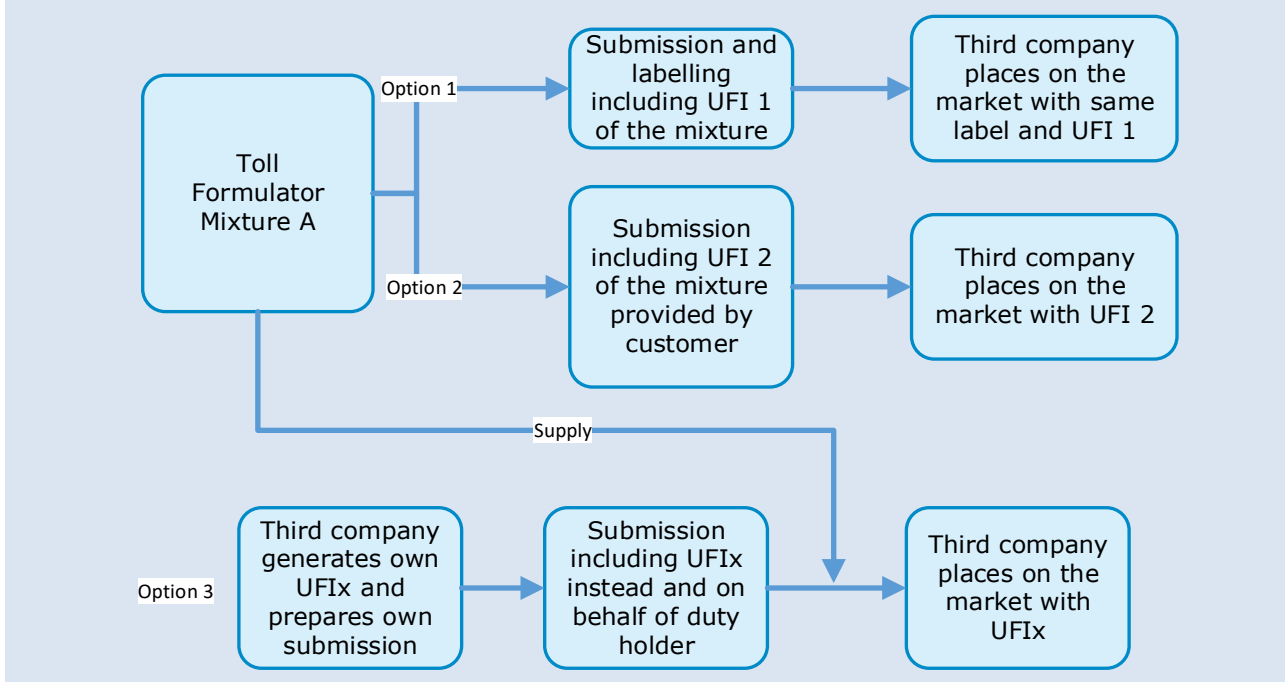 Toll
Formulator
Mixture A
Option 1
Submission and
labelling
including UFI 1
of the mixture
Third company
places on the
market with same
label and UFI 1
Option 2
Submission
including UFI 2
of the mixture
provided by
customer
Third company
places on the
market with UFI 2
Supply
Option 3
Third company
generates own
UFIx and
prepares own
submission
Submission
including UFIx
instead and on
behalf of duty
holder
Third company
places on the
market with
UFIx